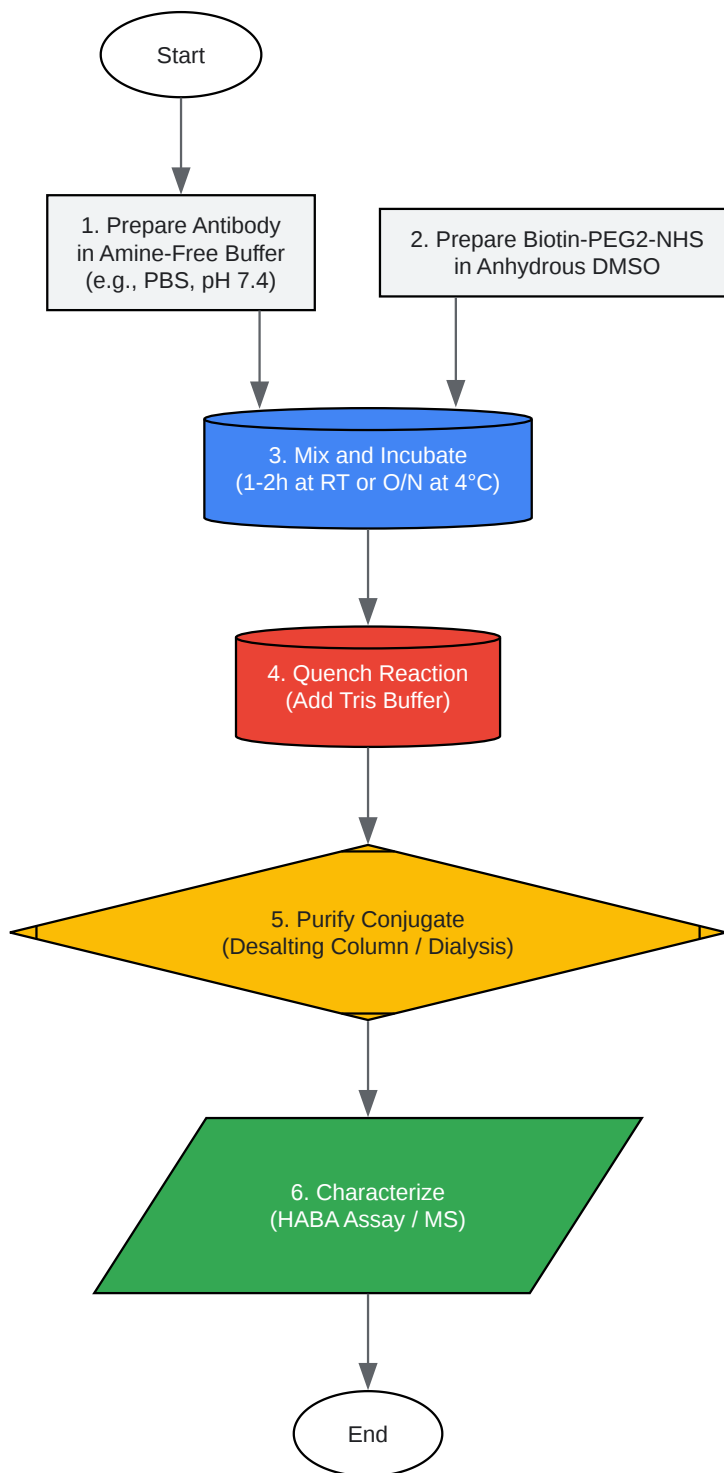 Start
1. Prepare Antibody
in Amine-Free Buffer
(e.g., PBS, pH 7.4)
2. Prepare Biotin-PEG2-NHS
in Anhydrous DMSO
3. Mix and Incubate
(1-2h at RT or O/N at 4°C)
4. Quench Reaction
(Add Tris Buffer)
5. Purify Conjugate
(Desalting Column / Dialysis)
6. Characterize
(HABA Assay / MS)
End